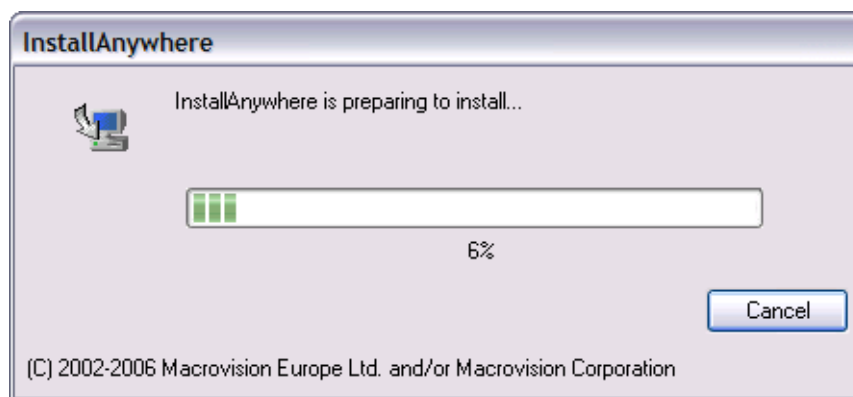 InstallAnywhere
InstallAnywhere is preparing to install...
6%
Cancel
(C) 2002-2006 Macrovision Europe Ltd. and/or Macrovision Corporation